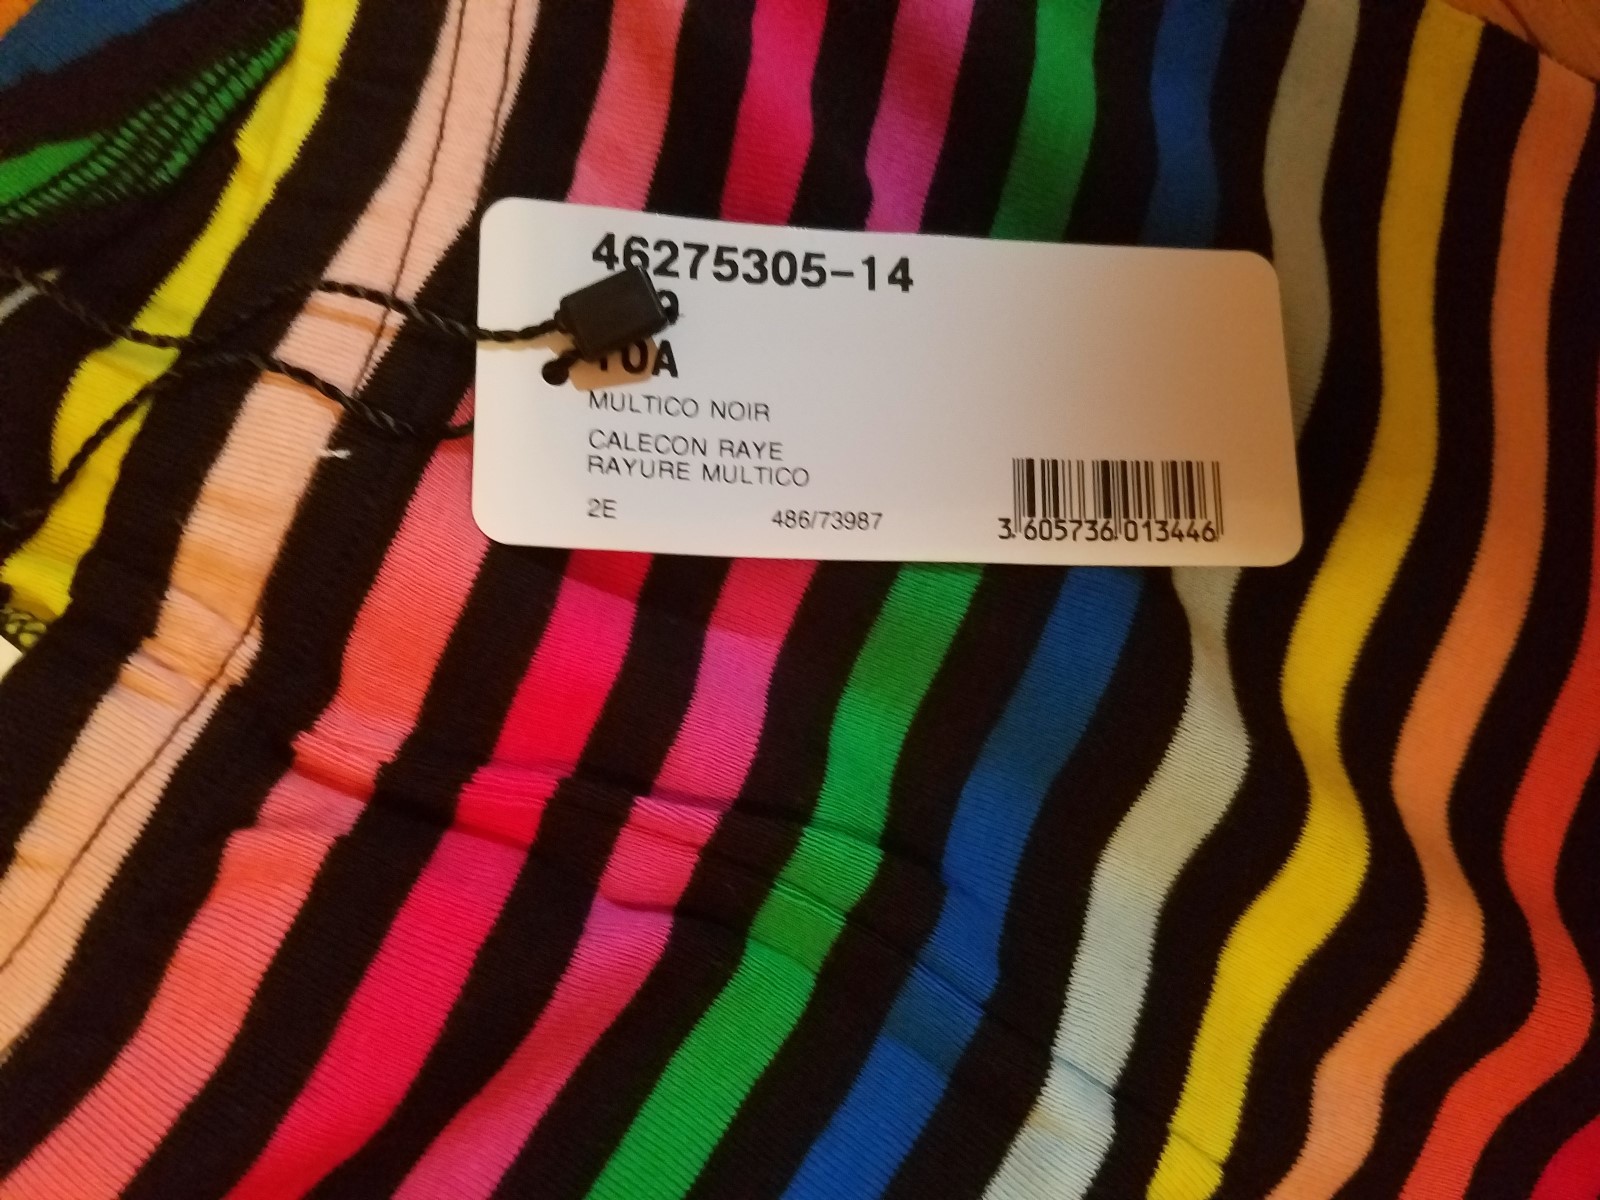 46275305-14
10A
MULTICO NOIR
CALECON RAYE
RAYURE MULTICO
2E 486/73987
3 605736 013446